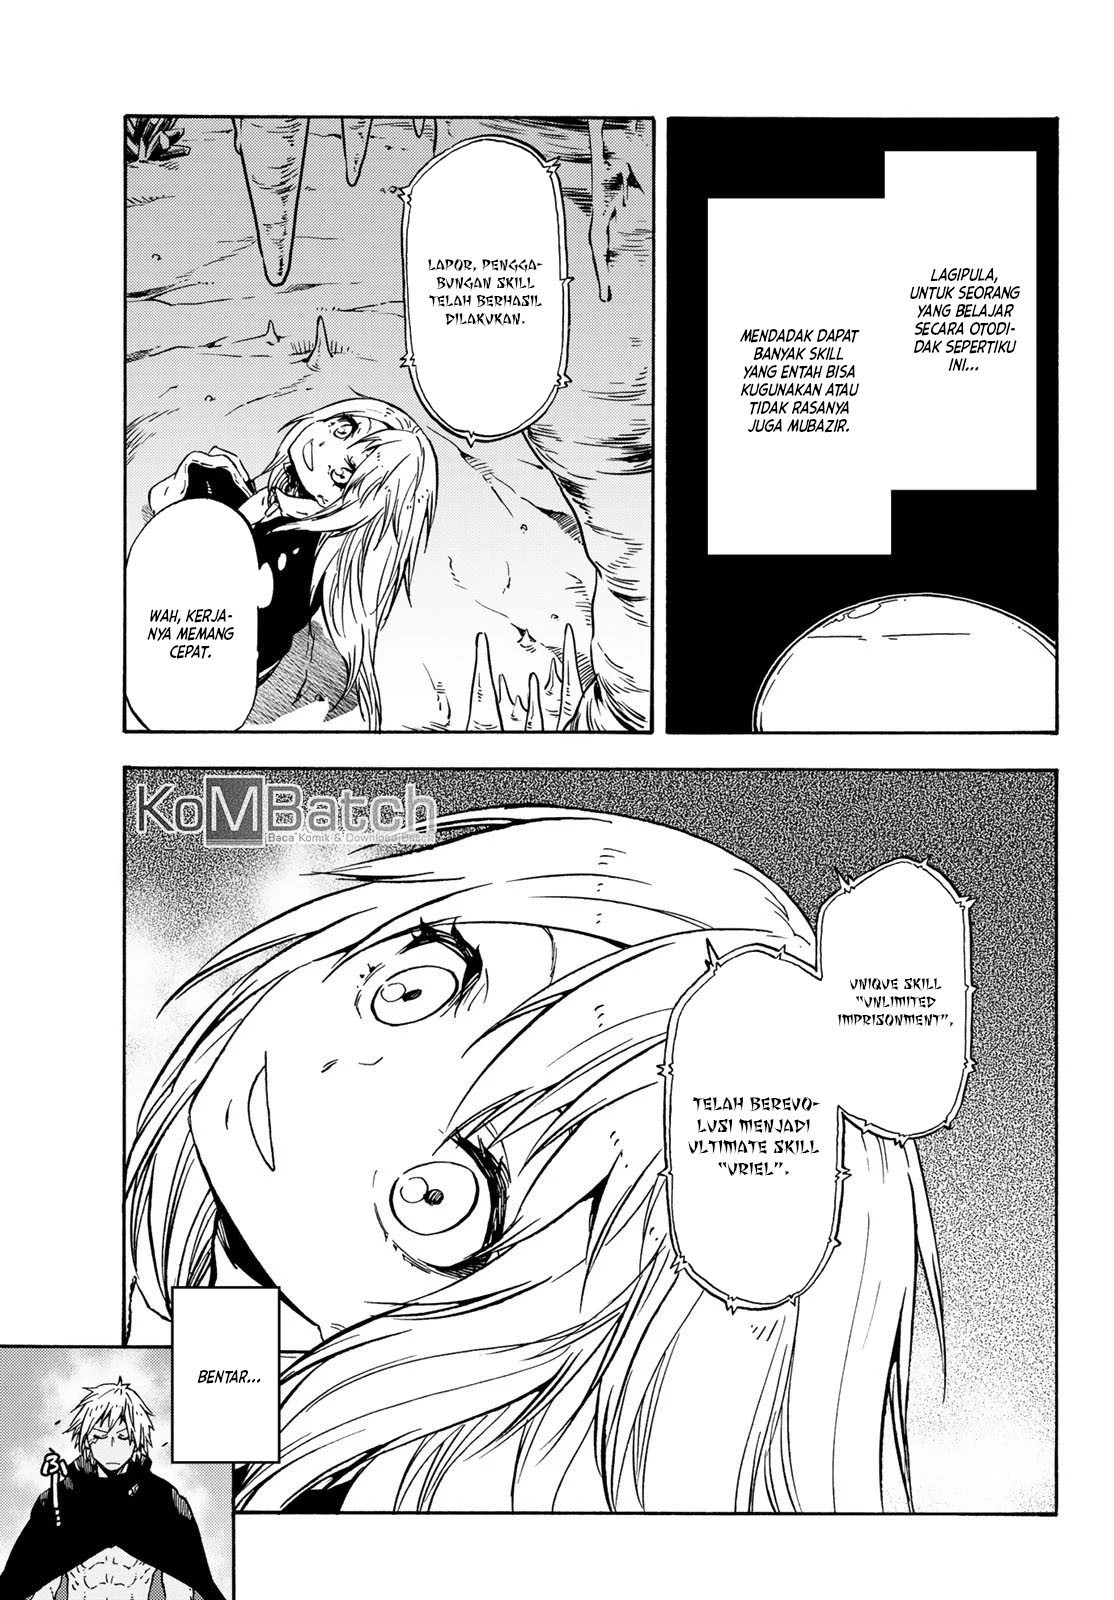 LAGIPULA,
UNTUK SEORANG
YANG BELAJAR
SECARA OTODI-
DAK SEPERTIKU
INI...
MENDADAK DAPAT
BANYAK SKILL
YANG ENTAH BISA
KUGUNAKAN ATAU
TIDAK RASANYA
JUGA MUBAZIR.
LAPOR, PENGGA-
BUNGAN SKILL
TELAH BERHASIL
DILAKUKAN.
WAH, KERJA-
NYA MEMANG
CEPAT.
KoMBatch
Baca Komik & Download Batch
UNIQUE SKILL
"UNLIMITED
IMPRISONMENT",
TELAH BEREVO-
LUSI MENJADI
ULTIMATE SKILL
"URIEL".
BENTAR...